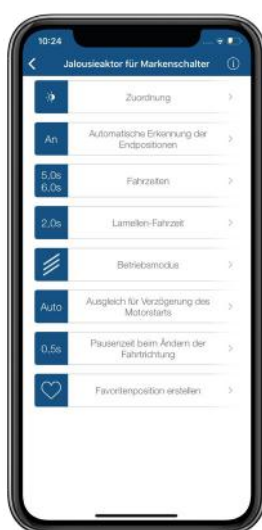 10:24
Jalousieaktor für Markenschalter
Zuordnung
An
Automatische Erkennung der
Endpositionen
5,0s
6,0s
Fahrzeiten
2,0s
Lamellen-Fahrzeit
Betriebsmodus
Auto
Ausgleich für Verzögerung des
Motorstarts
0,5s
Pausenzeit beim Ändern der
Fahrtrichtung
Favoritenposition erstellen